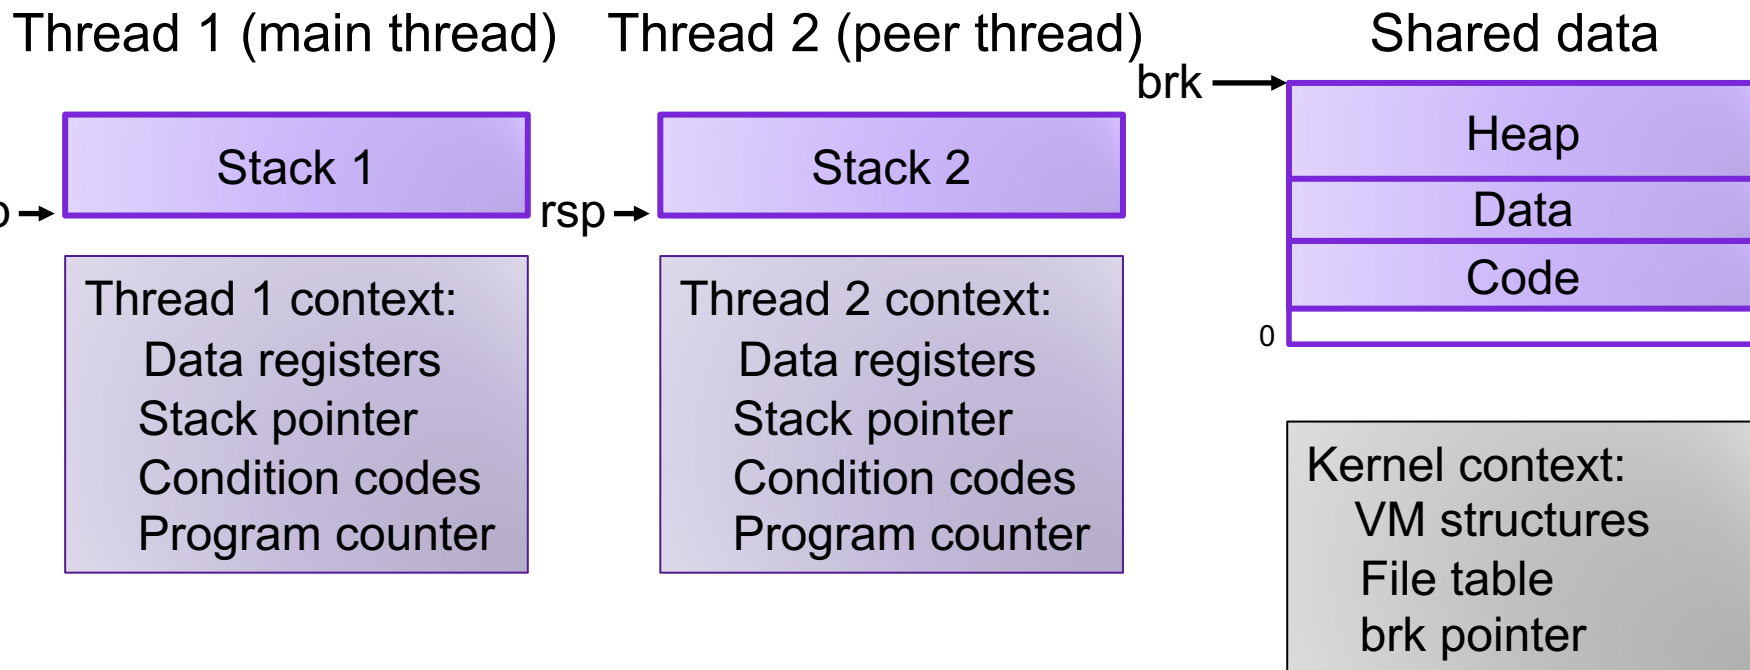 Thread 1 (main thread)
Thread 2 (peer thread)
Shared data
Stack 1
rsp
Stack 2
brk
Heap
Data
Code
0
Thread 1 context:
Data registers
Stack pointer
Condition codes
Program counter
Thread 2 context:
Data registers
Stack pointer
Condition codes
Program counter
Kernel context:
VM structures
File table
brk pointer